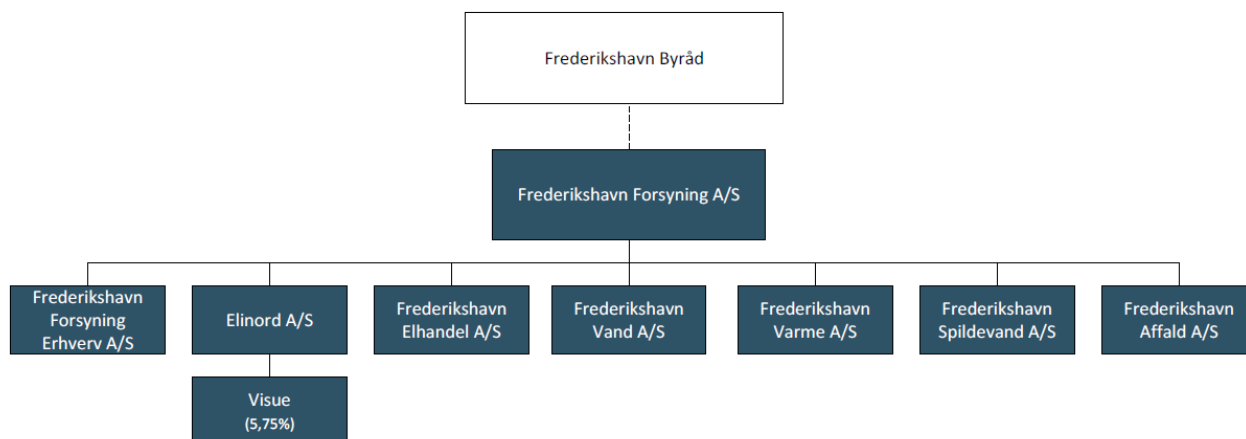 Frederikshavn Byråd
Frederikshavn Forsyning A/S
Frederikshavn
Forsyning
Erhverv A/S
Elinord A/S
Frederikshavn
Elhandel A/S
Frederikshavn
Vand A/S
Frederikshavn
Varme A/S
Frederikshavn
Spildevand A/S
Frederikshavn
Affald A/S
Visue
(5,75%)